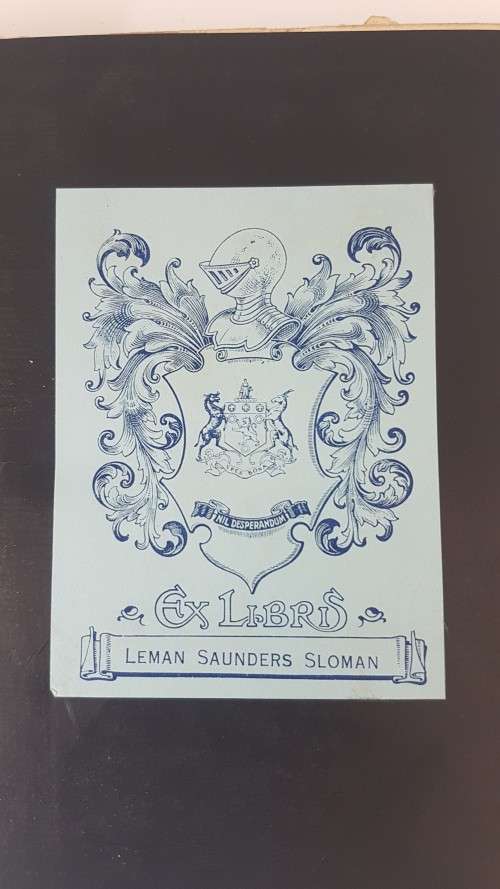 NIL DESPERANDUM
Ex LIBRIS
LEMAN SAUNDERS SLOMAN